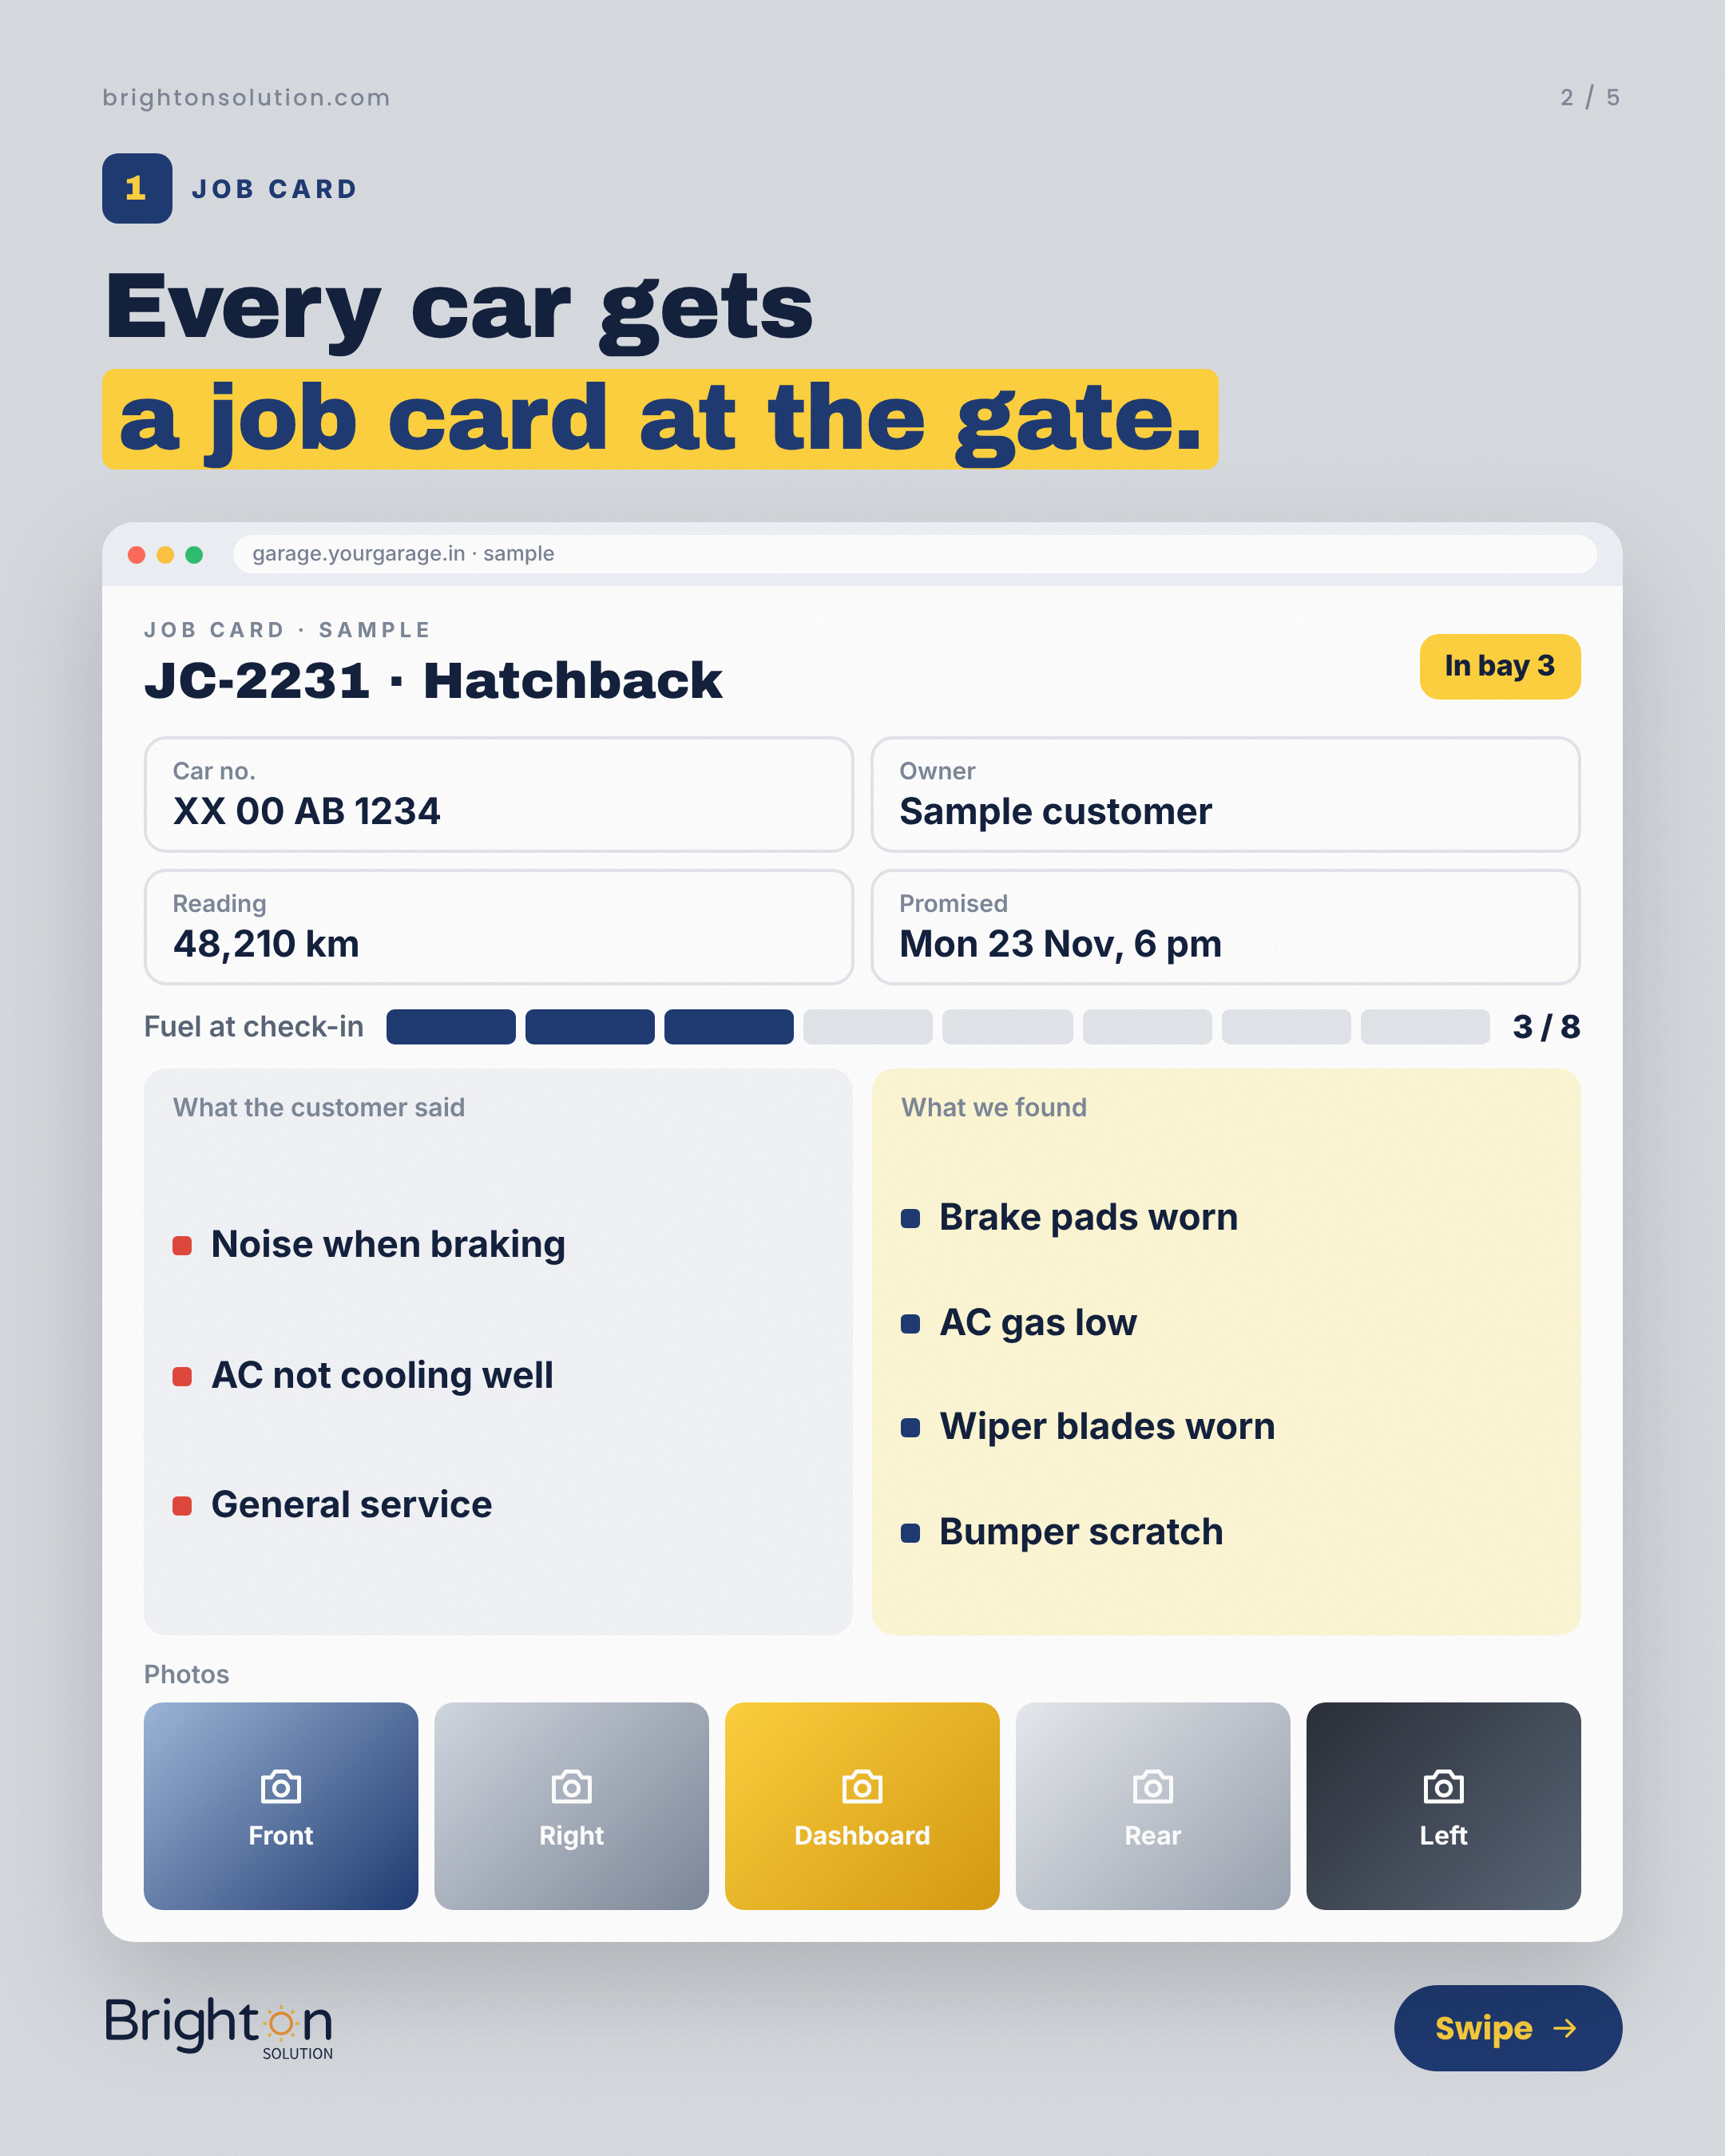 brightonsolution.com
2 / 5
1
JOB CARD
Every car gets
a job card at the gate.
garage.yourgarage.in · sample
JOB CARD · SAMPLE
JC-2231 · Hatchback
In bay 3
Car no.
XX 00 AB 1234
Owner
Sample customer
Reading
48,210 km
Promised
Mon 23 Nov, 6 pm
Fuel at check-in
3 / 8
What the customer said
Noise when braking
AC not cooling well
General service
What we found
Brake pads worn
AC gas low
Wiper blades worn
Bumper scratch
Photos
Front
Right
Dashboard
Rear
Left
Brighton
SOLUTION
Swipe →